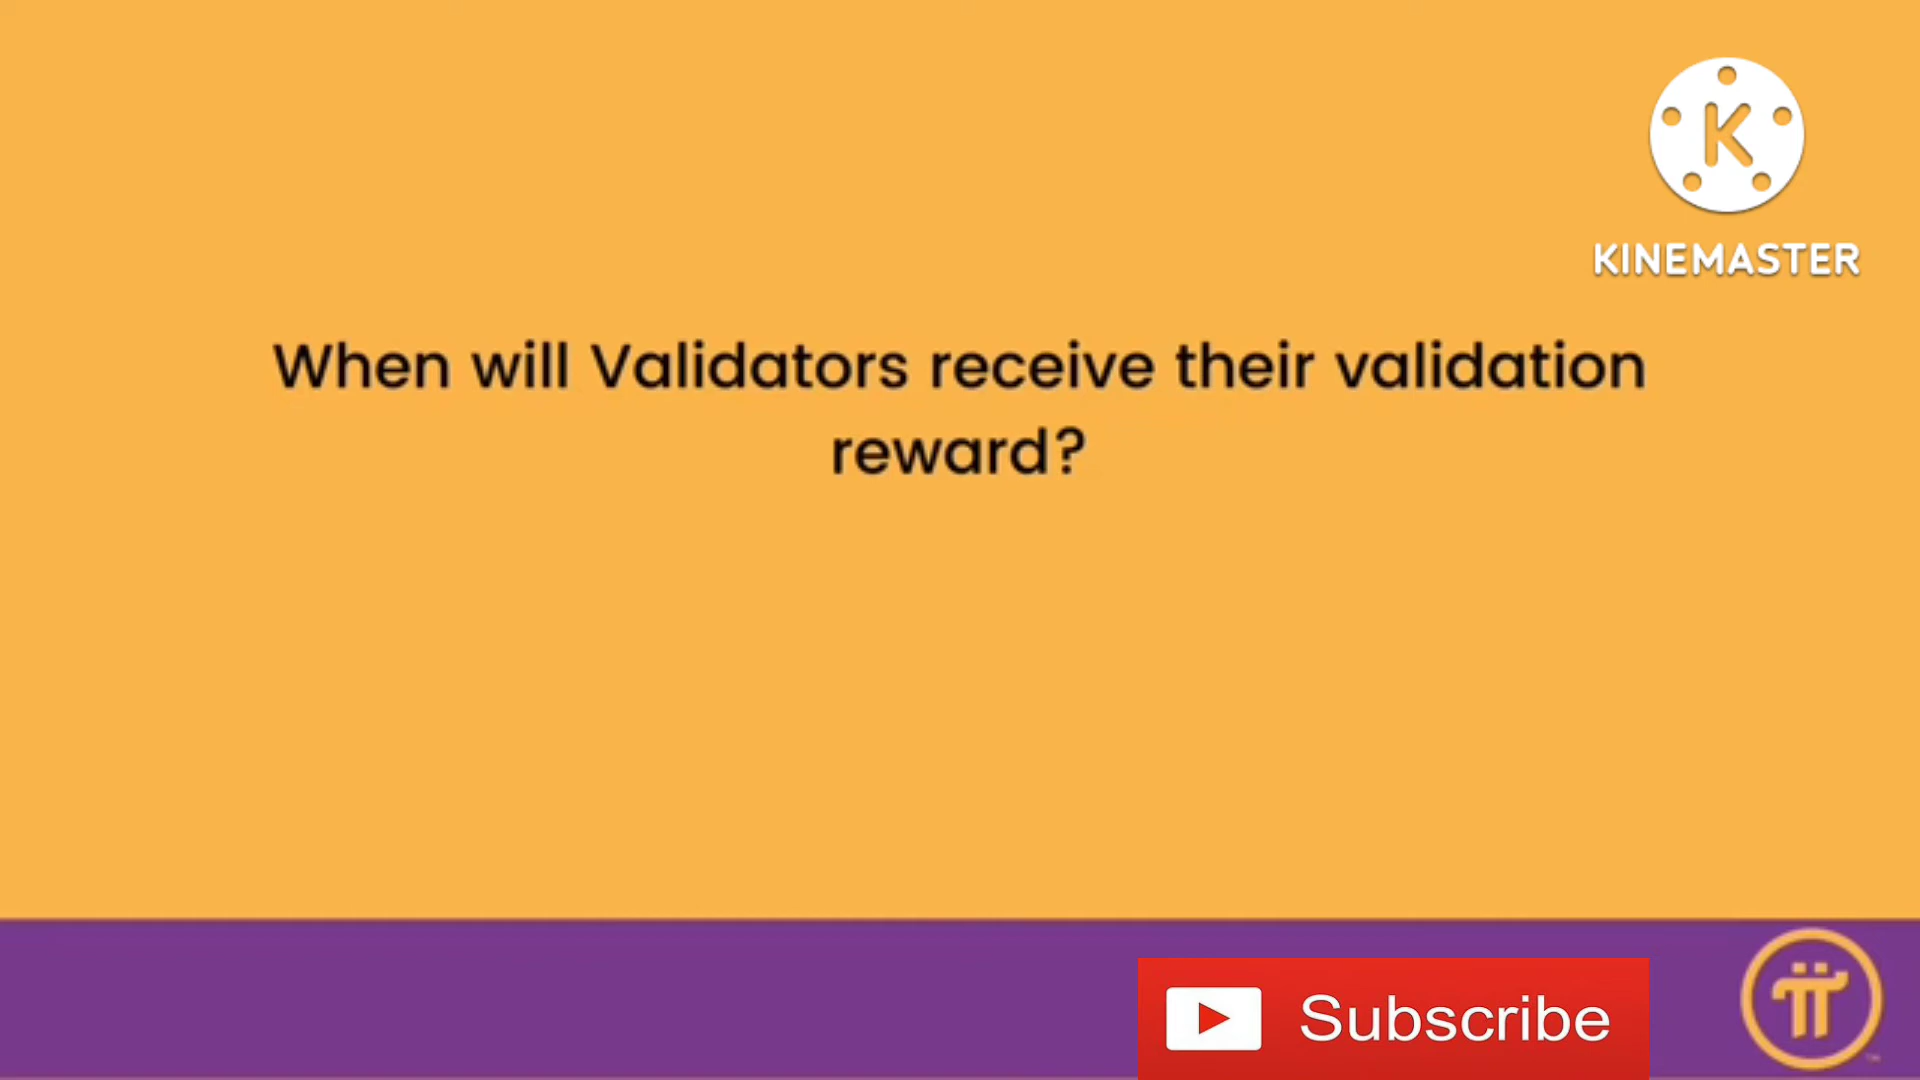 KINEMASTER
When will Validators receive their validation
reward?
Subscribe